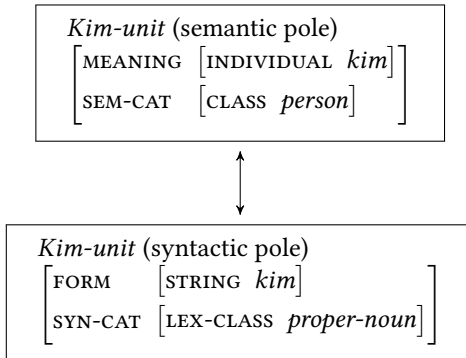 Kim-unit (semantic pole)
[MEANING [INDIVIDUAL kim]
SEM-CAT [CLASS person]]
Kim-unit (syntactic pole)
[FORM [STRING kim]
SYN-CAT [LEX-CLASS proper-noun]]